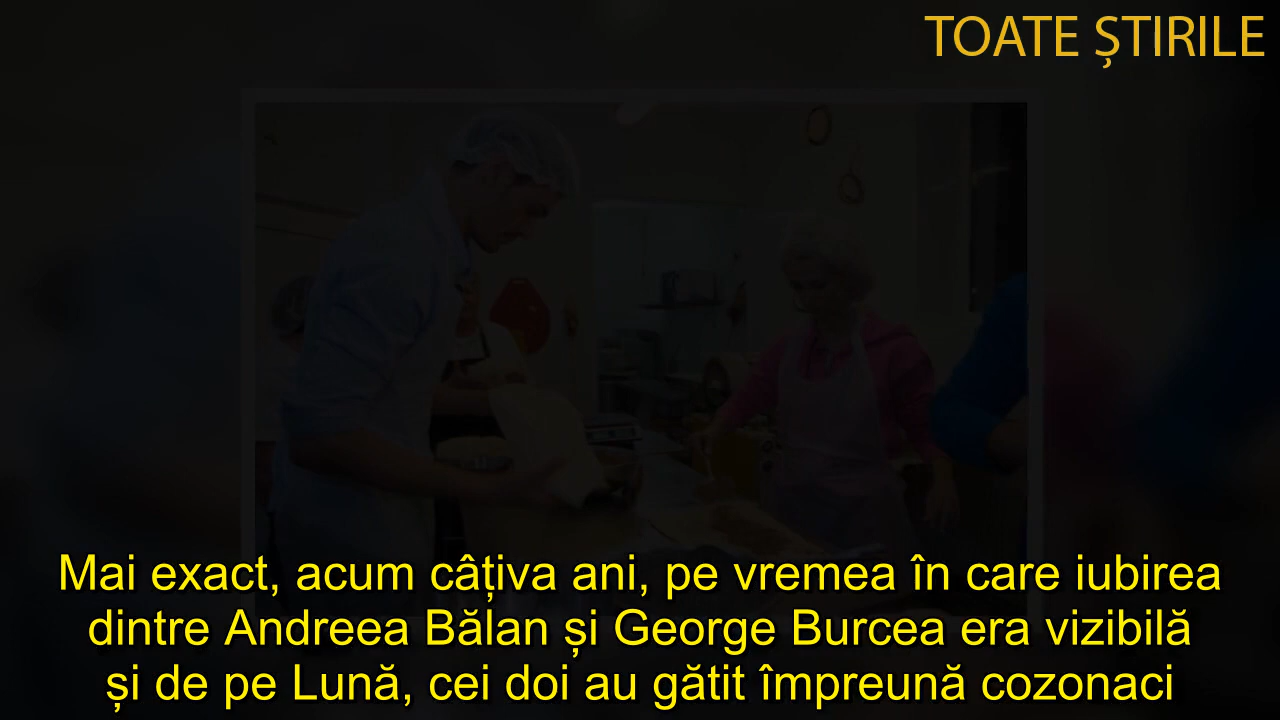 TOATE ȘTIRILE
Mai exact, acum câțiva ani, pe vremea în care iubirea
dintre Andreea Bălan și George Burcea era vizibilă
și de pe Lună, cei doi au gătit împreună cozonaci